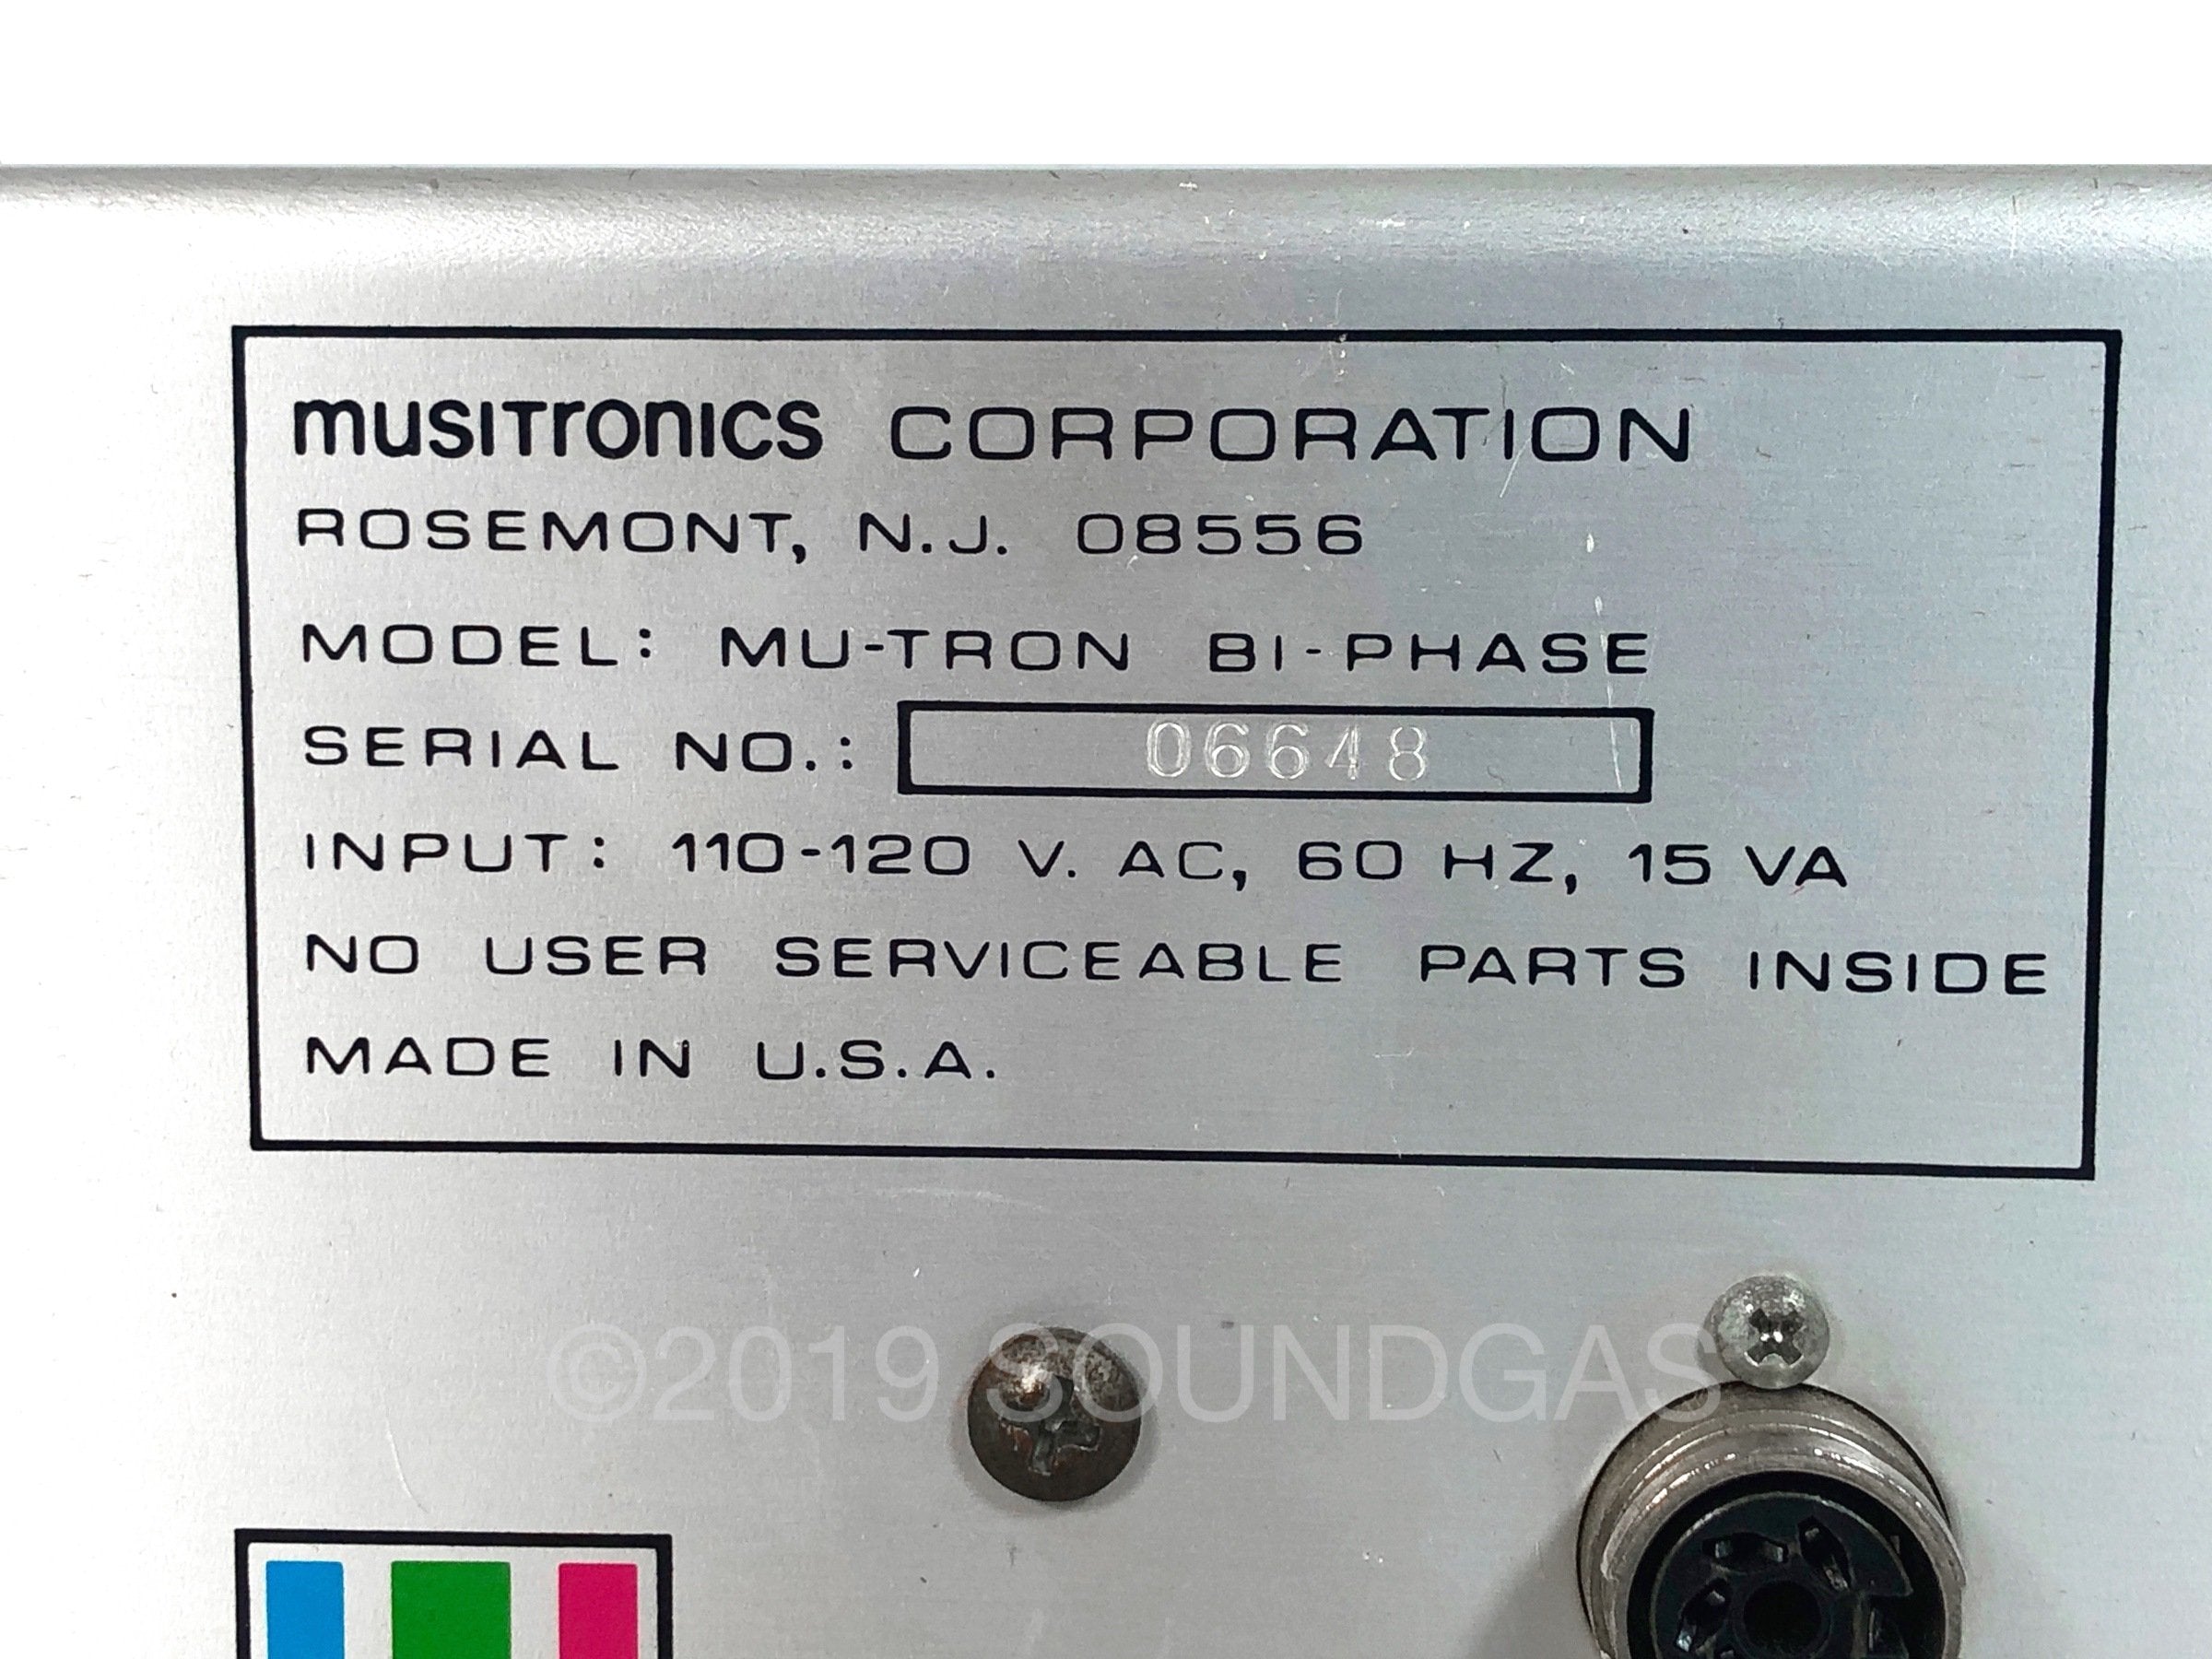 musitronics CORPORATION
ROSEMONT, N.J. 08556
MODEL: MU-TRON BI-PHASE
SERIAL NO.: 06648
INPUT: 110-120 V. AC, 60 HZ, 15 VA
NO USER SERVICEABLE PARTS INSIDE
MADE IN U.S.A.
©2019 SOUNDGAS